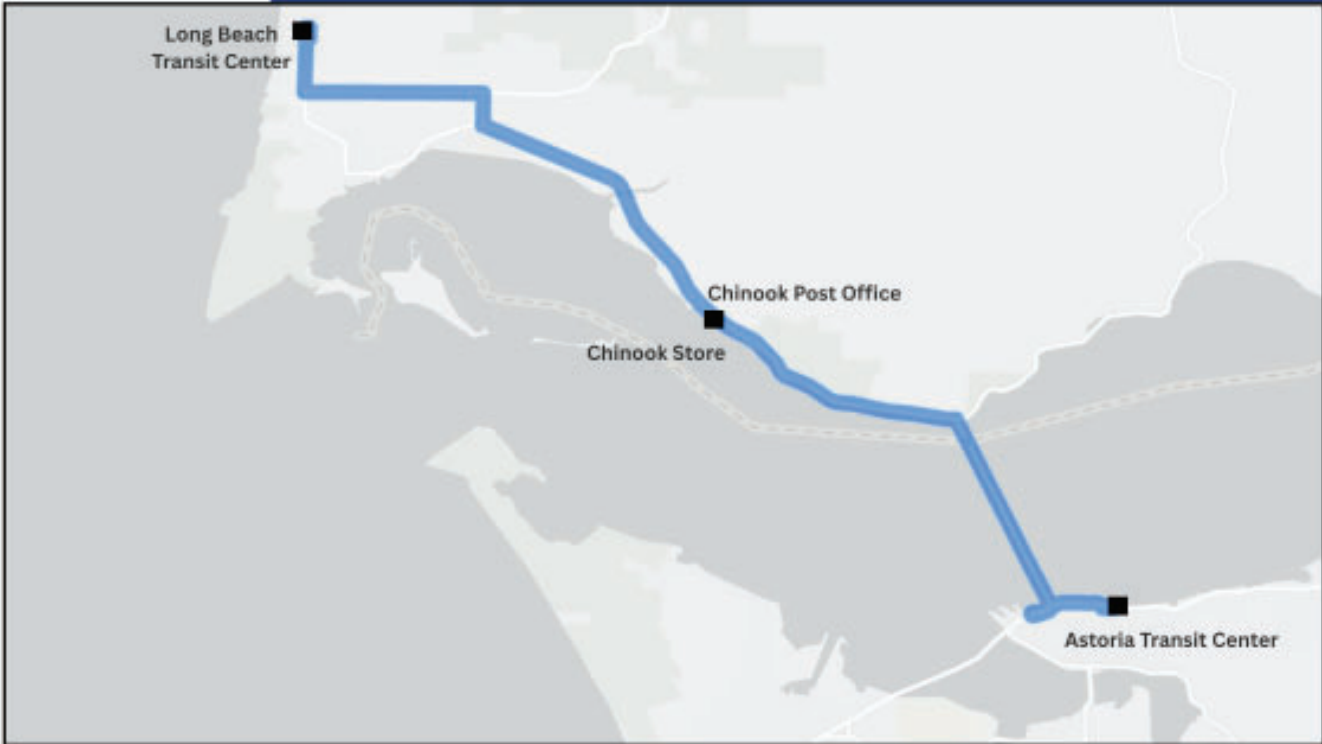 Long Beach
Transit Center
Chinook Post Office
Chinook Store
Astoria Transit Center